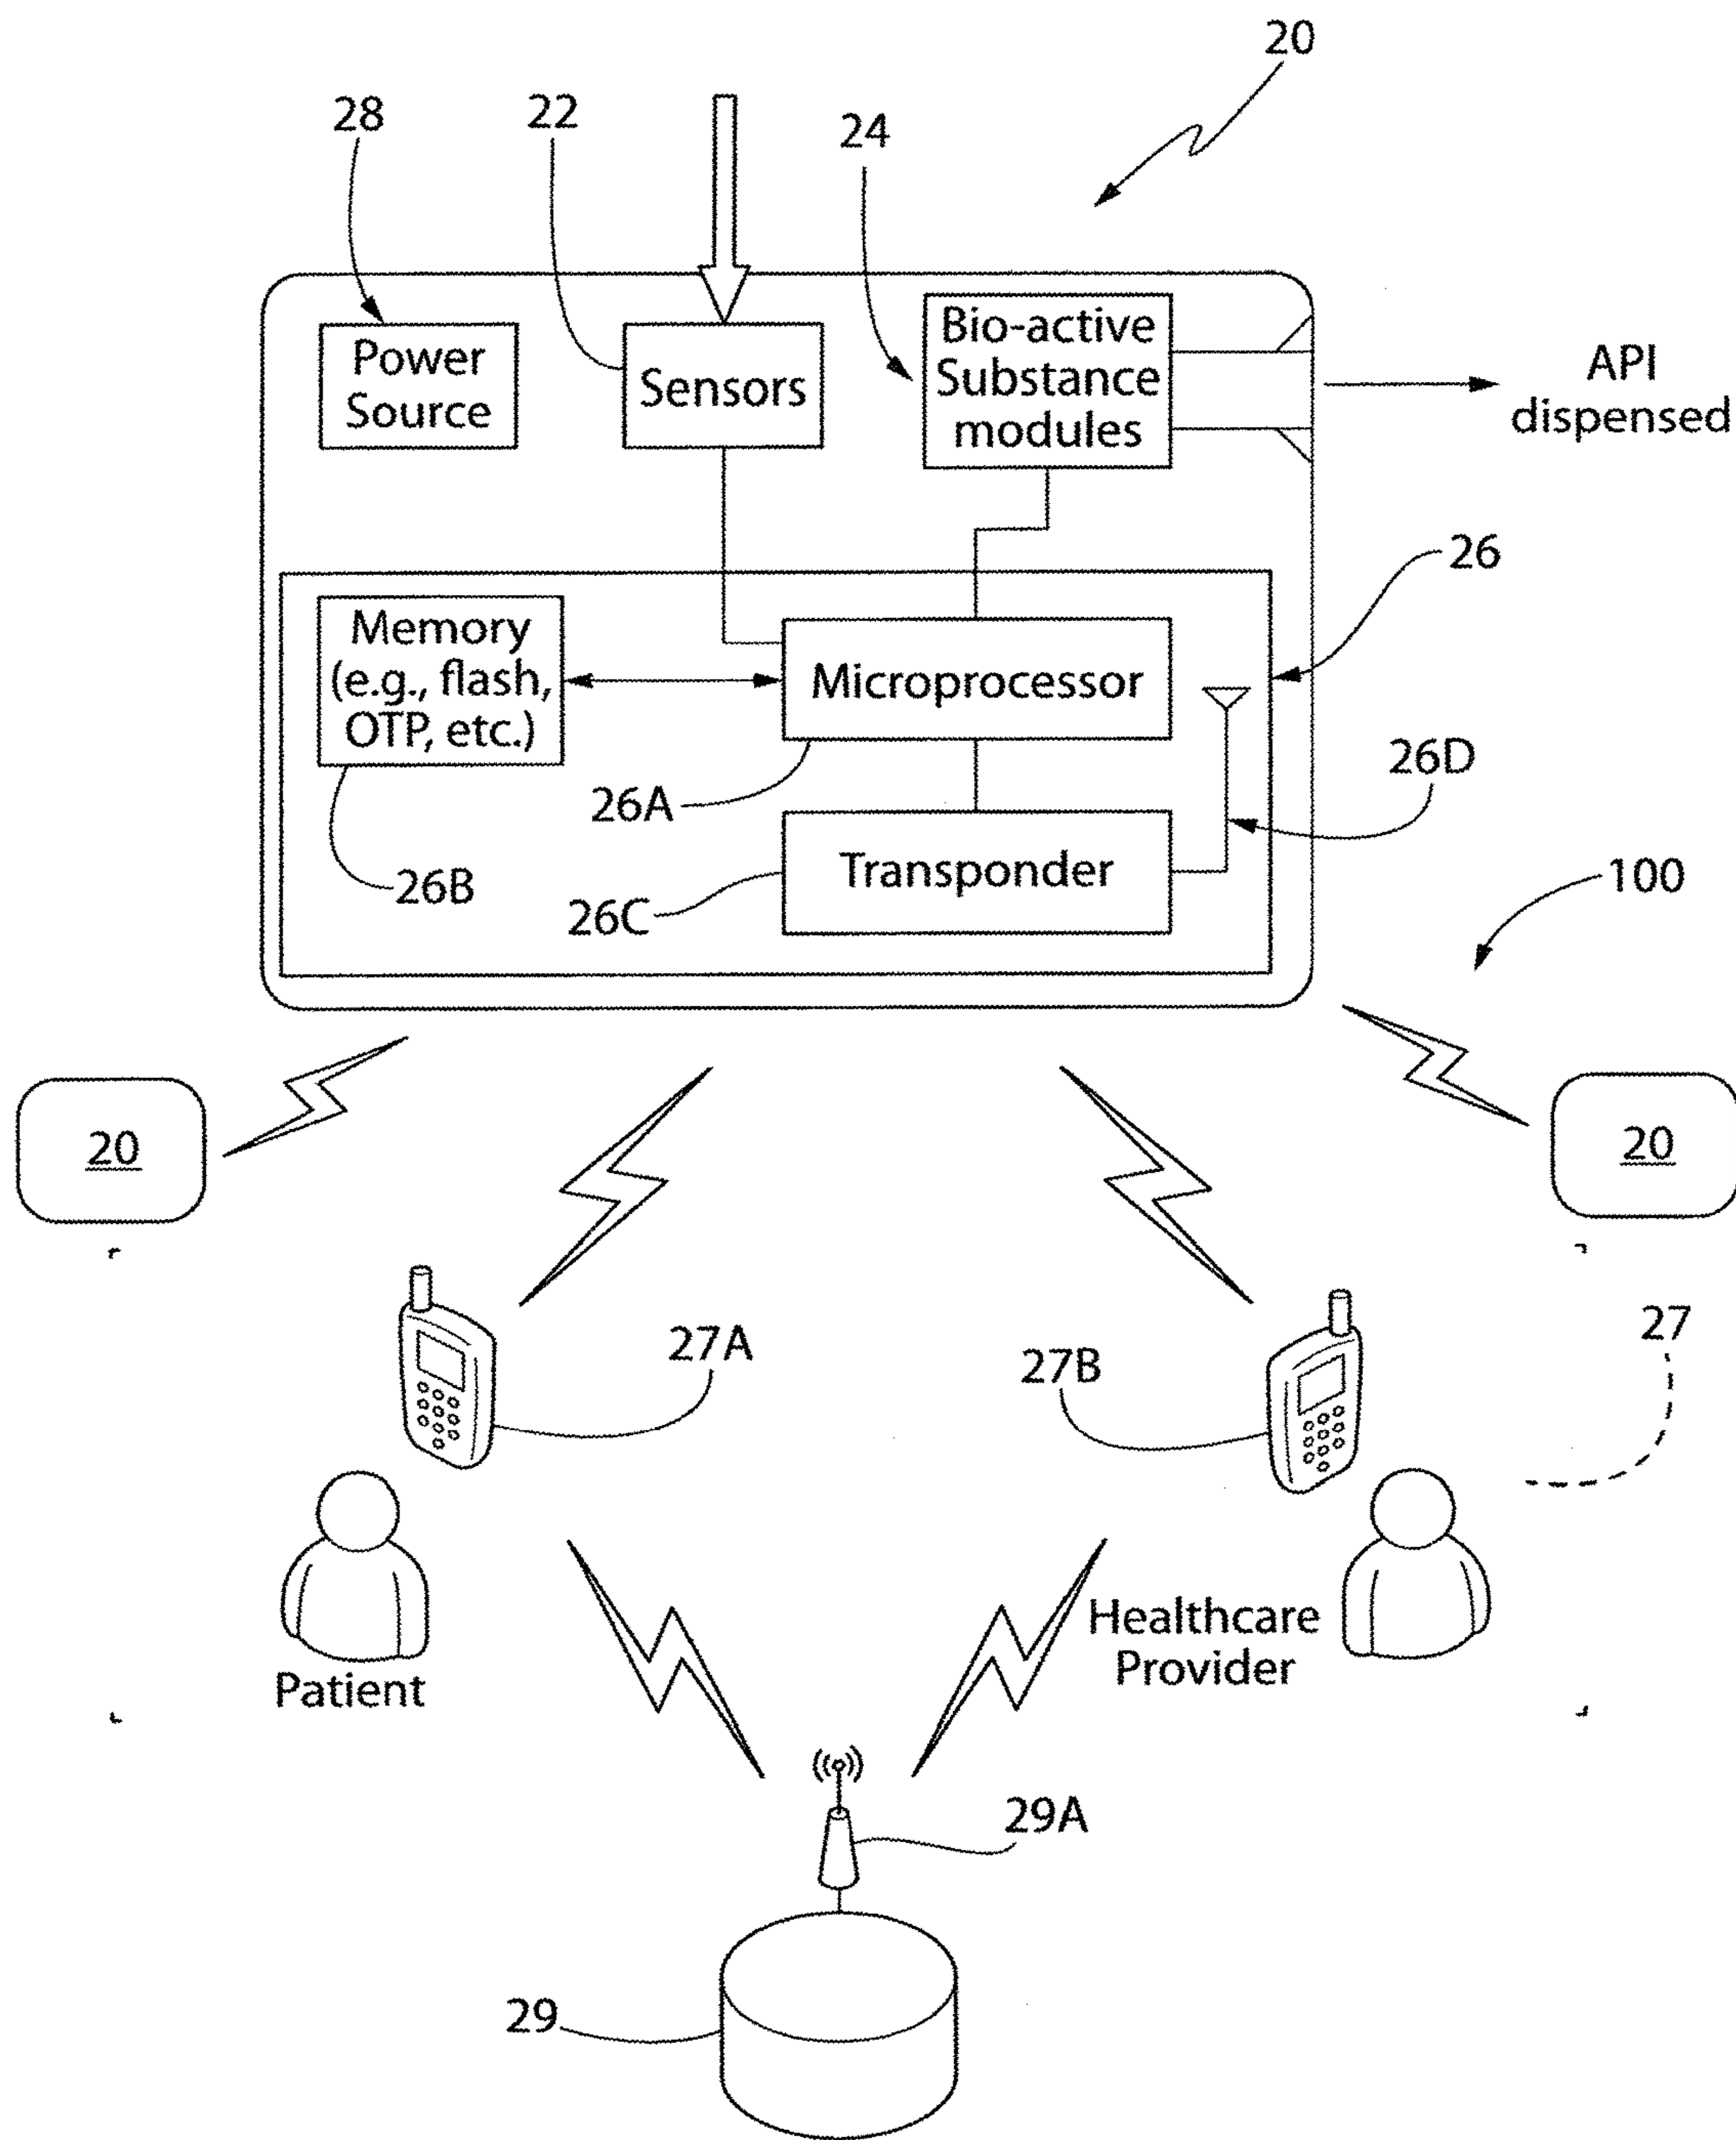 20
28
22
24
Power
Source
Sensors
Bio-active
Substance
modules
API
dispensed
26
Memory
(e.g., flash,
OTP, etc.)
Microprocessor
26A
26D
26B
Transponder
26C
100
20
20
27A
27B
27
Patient
Healthcare
Provider
29A
29